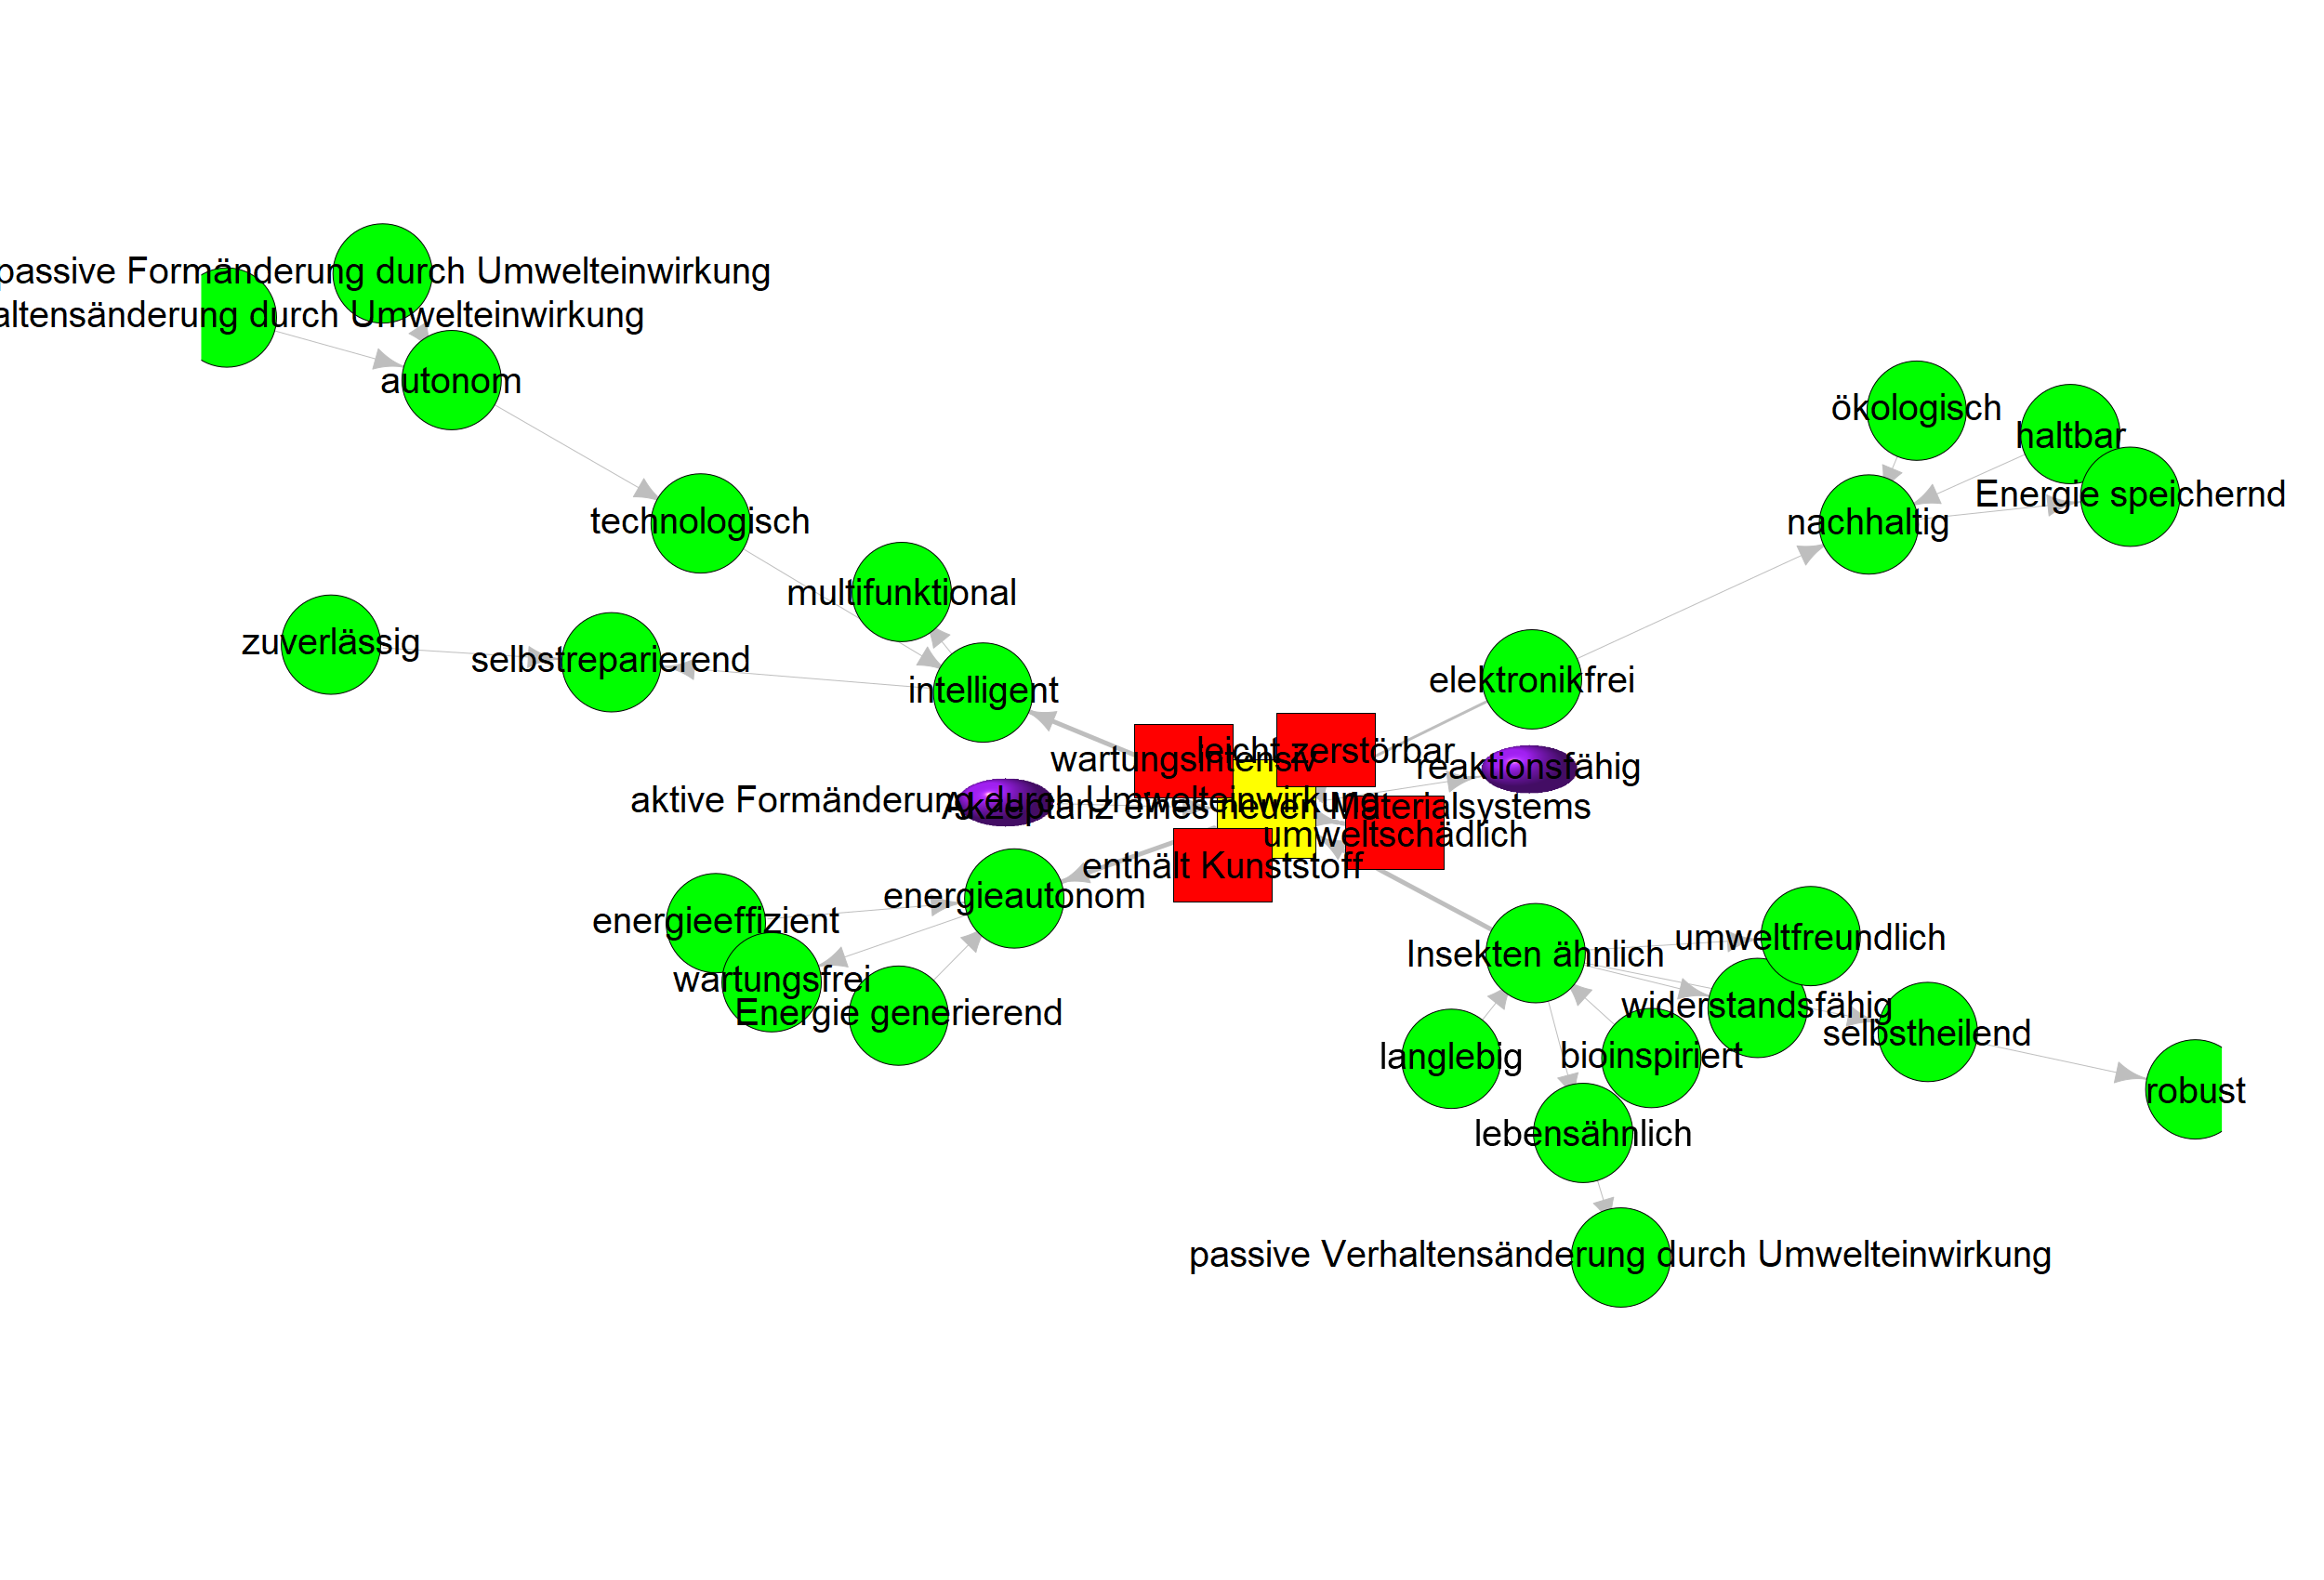 passive Formänderung durch Umwelteinwirkung
altensänderung durch Umwelteinwirkung
autonom
ökologisch
haltbar
Energie speichernd
technologisch
nachhaltig
multifunktional
zuverlässig
selbstreparierend
elektronikfrei
intelligent
leicht zerstörbar
wartungsintensiv
reaktionsfähig
aktive Formänderung durch Umwelteinwirkung
Akzeptanz eines neuen Materialsystems
umweltschädlich
enthält Kunststoff
energieautonom
energieeffizient
umweltfreundlich
Insekten ähnlich
wartungsfrei
widerstandsfähig
Energie generierend
selbstheilend
langlebig
bioinspiriert
robust
lebensähnlich
passive Verhaltensänderung durch Umwelteinwirkung